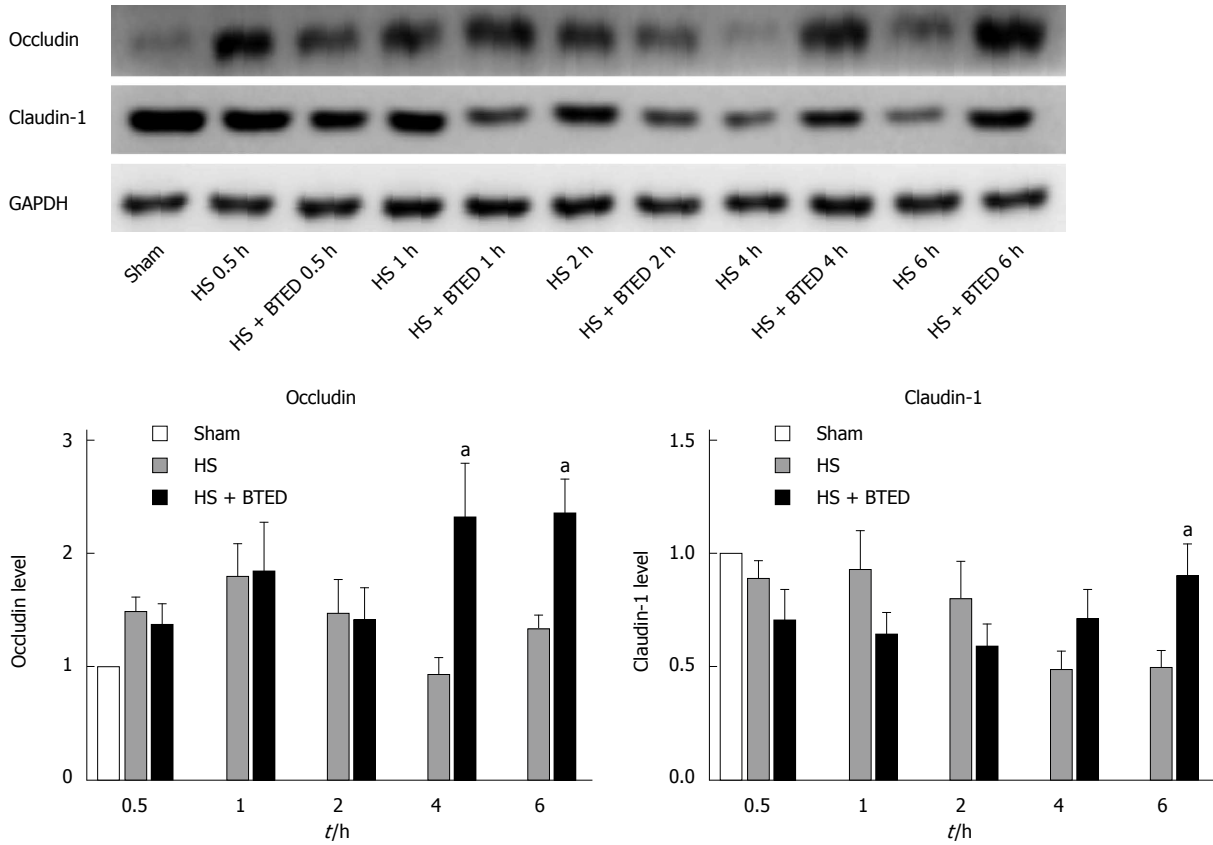 Occludin
Claudin-1
GAPDH
Sham
HS 0.5 h
HS + BTED 0.5 h
HS 1 h
HS + BTED 1 h
HS 2 h
HS + BTED 2 h
HS 4 h
HS + BTED 4 h
HS 6 h
HS + BTED 6 h
Occludin
Sham
HS
HS + BTED
a
a
Occludin level
3
2
1
0
0.5 1 2 4 6
t/h
Claudin-1
Sham
HS
HS + BTED
a
Claudin-1 level
1.5
1.0
0.5
0.0
0.5 1 2 4 6
t/h